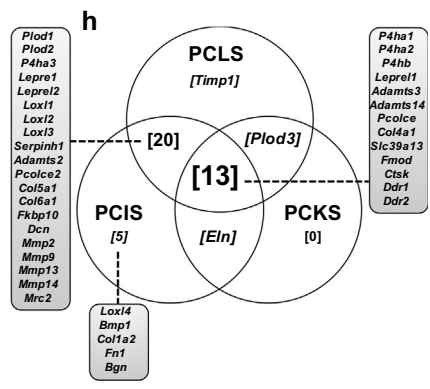 h
Plod1
Plod2
P4ha3
Lepre1
Leprel2
Loxl1
Loxl2
Loxl3
Serpinh1
Adamts2
Pcolce2
Col5a1
Col6a1
Fkbp10
Dcn
Mmp2
Mmp9
Mmp13
Mmp14
Mrc2
PCLS
[Timp1]
[20]
[Plod3]
[13]
PCIS
[5]
[Eln]
PCKS
[0]
P4ha1
P4ha2
P4hb
Leprel1
Adamts3
Adamts14
Pcolce
Col4a1
Slc39a13
Fmod
Ctsk
Ddr1
Ddr2
Loxl4
Bmp1
Col1a2
Fn1
Bgn